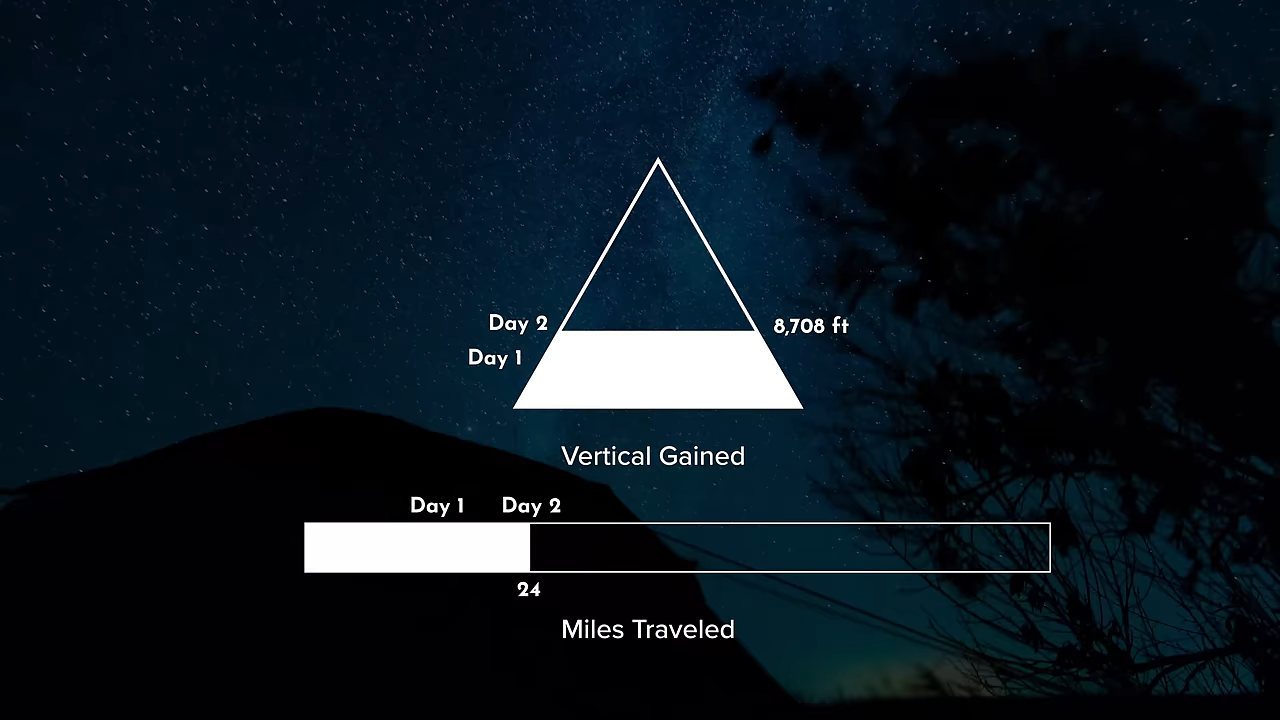 Day 2
8,708 ft
Day 1
Vertical Gained
Day 1 Day 2
24
Miles Traveled